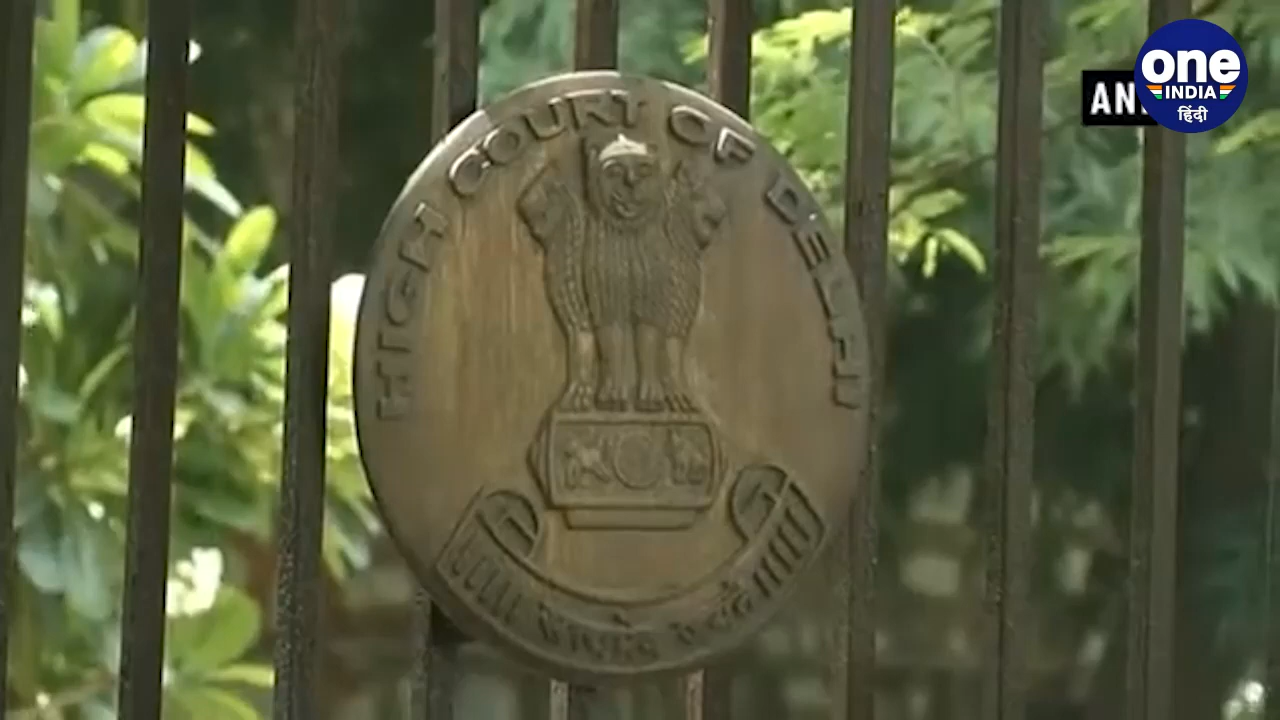 HIGH COURT OF DELHI
ANI
one
INDIA
हिंदी